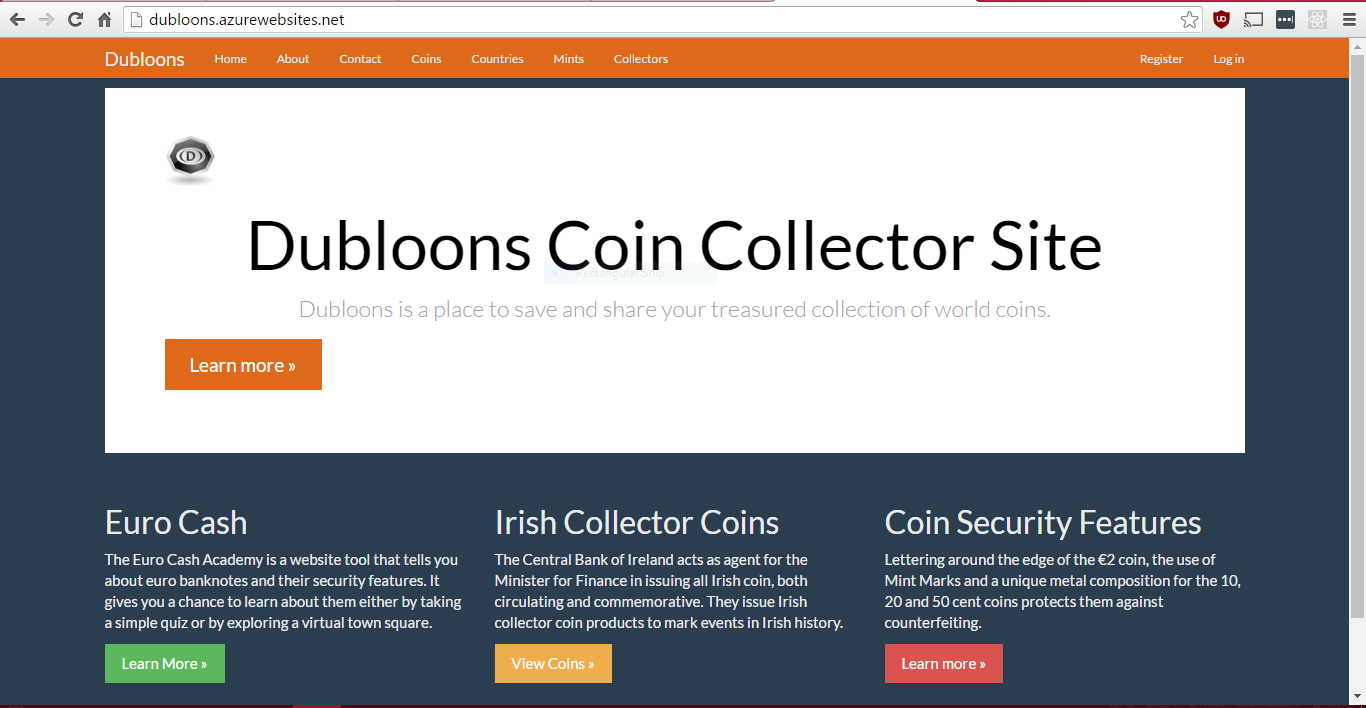 dubloons.azurewebsites.net
Dubloons Home About Contact Coins Countries Mints Collectors Register Log in
D
Dubloons Coin Collector Site
Rectangular Snip
Dubloons is a place to save and share your treasured collection of world coins.
Learn more »
Euro Cash
The Euro Cash Academy is a website tool that tells you
about euro banknotes and their security features. It
gives you a chance to learn about them either by taking
a simple quiz or by exploring a virtual town square.
Learn More »
Irish Collector Coins
The Central Bank of Ireland acts as agent for the
Minister for Finance in issuing all Irish coin, both
circulating and commemorative. They issue Irish
collector coin products to mark events in Irish history.
View Coins »
Coin Security Features
Lettering around the edge of the €2 coin, the use of
Mint Marks and a unique metal composition for the 10,
20 and 50 cent coins protects them against
counterfeiting.
Learn more »